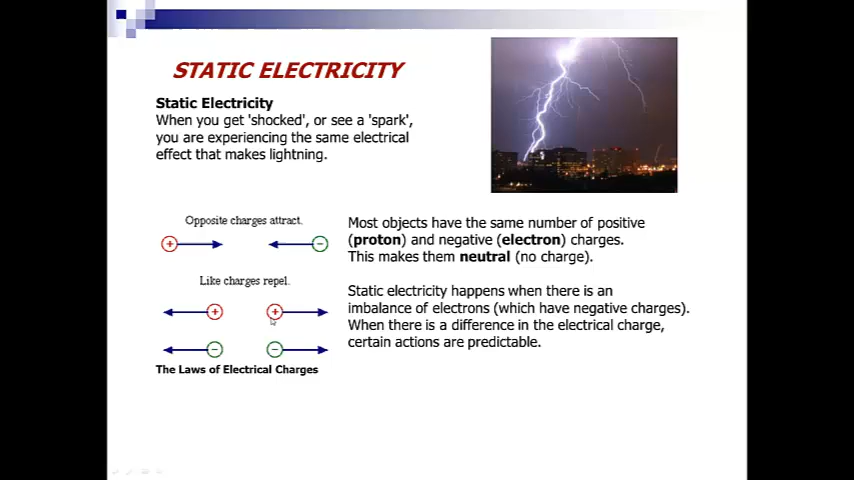 STATIC ELECTRICITY
Static Electricity
When you get 'shocked', or see a 'spark',
you are experiencing the same electrical
effect that makes lightning.
Opposite charges attract.
+ −
Like charges repel.
+ +
− −
The Laws of Electrical Charges
Most objects have the same number of positive
(proton) and negative (electron) charges.
This makes them neutral (no charge).
Static electricity happens when there is an
imbalance of electrons (which have negative charges).
When there is a difference in the electrical charge,
certain actions are predictable.